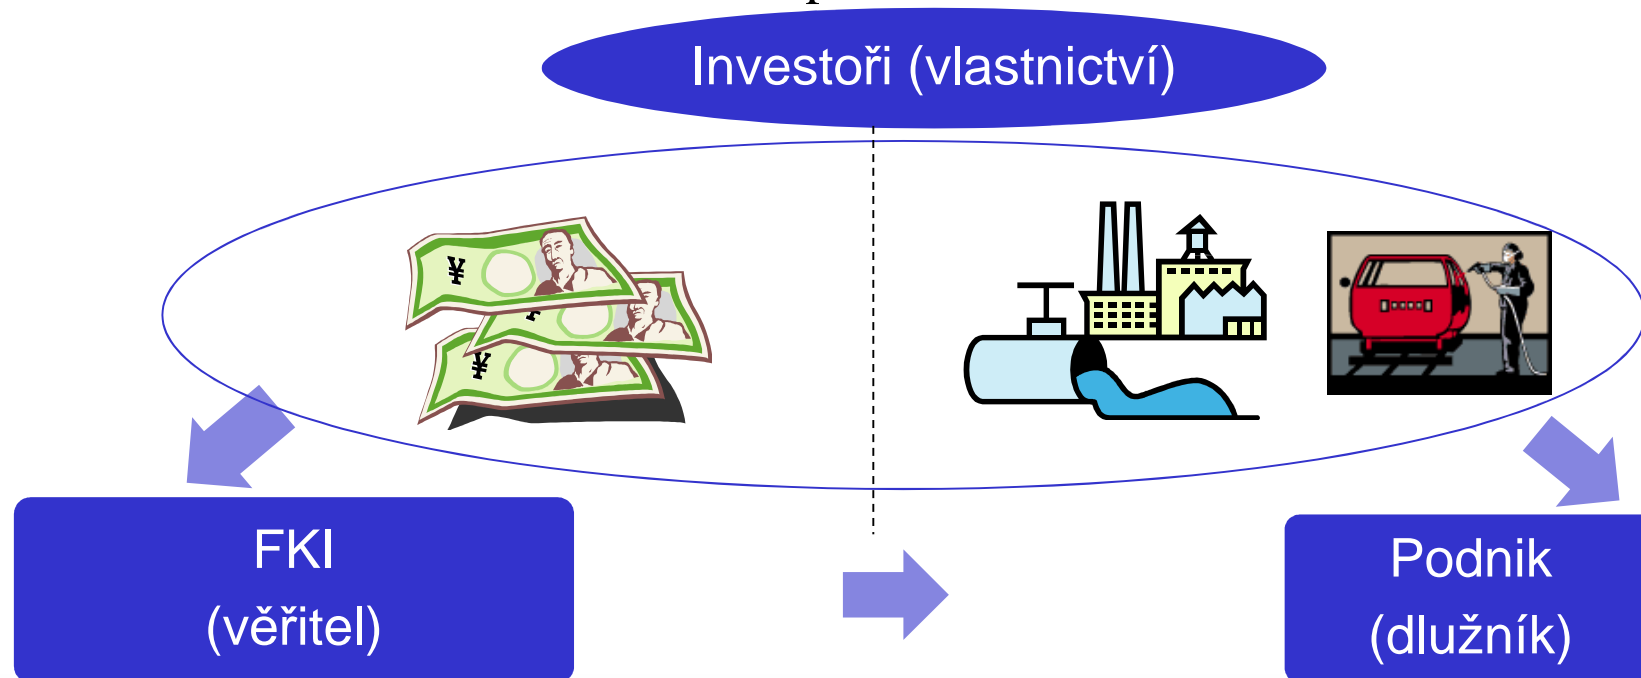 Investoři (vlastnictví)
¥
¥
FKI
(věřitel)
Podnik
(dlužník)